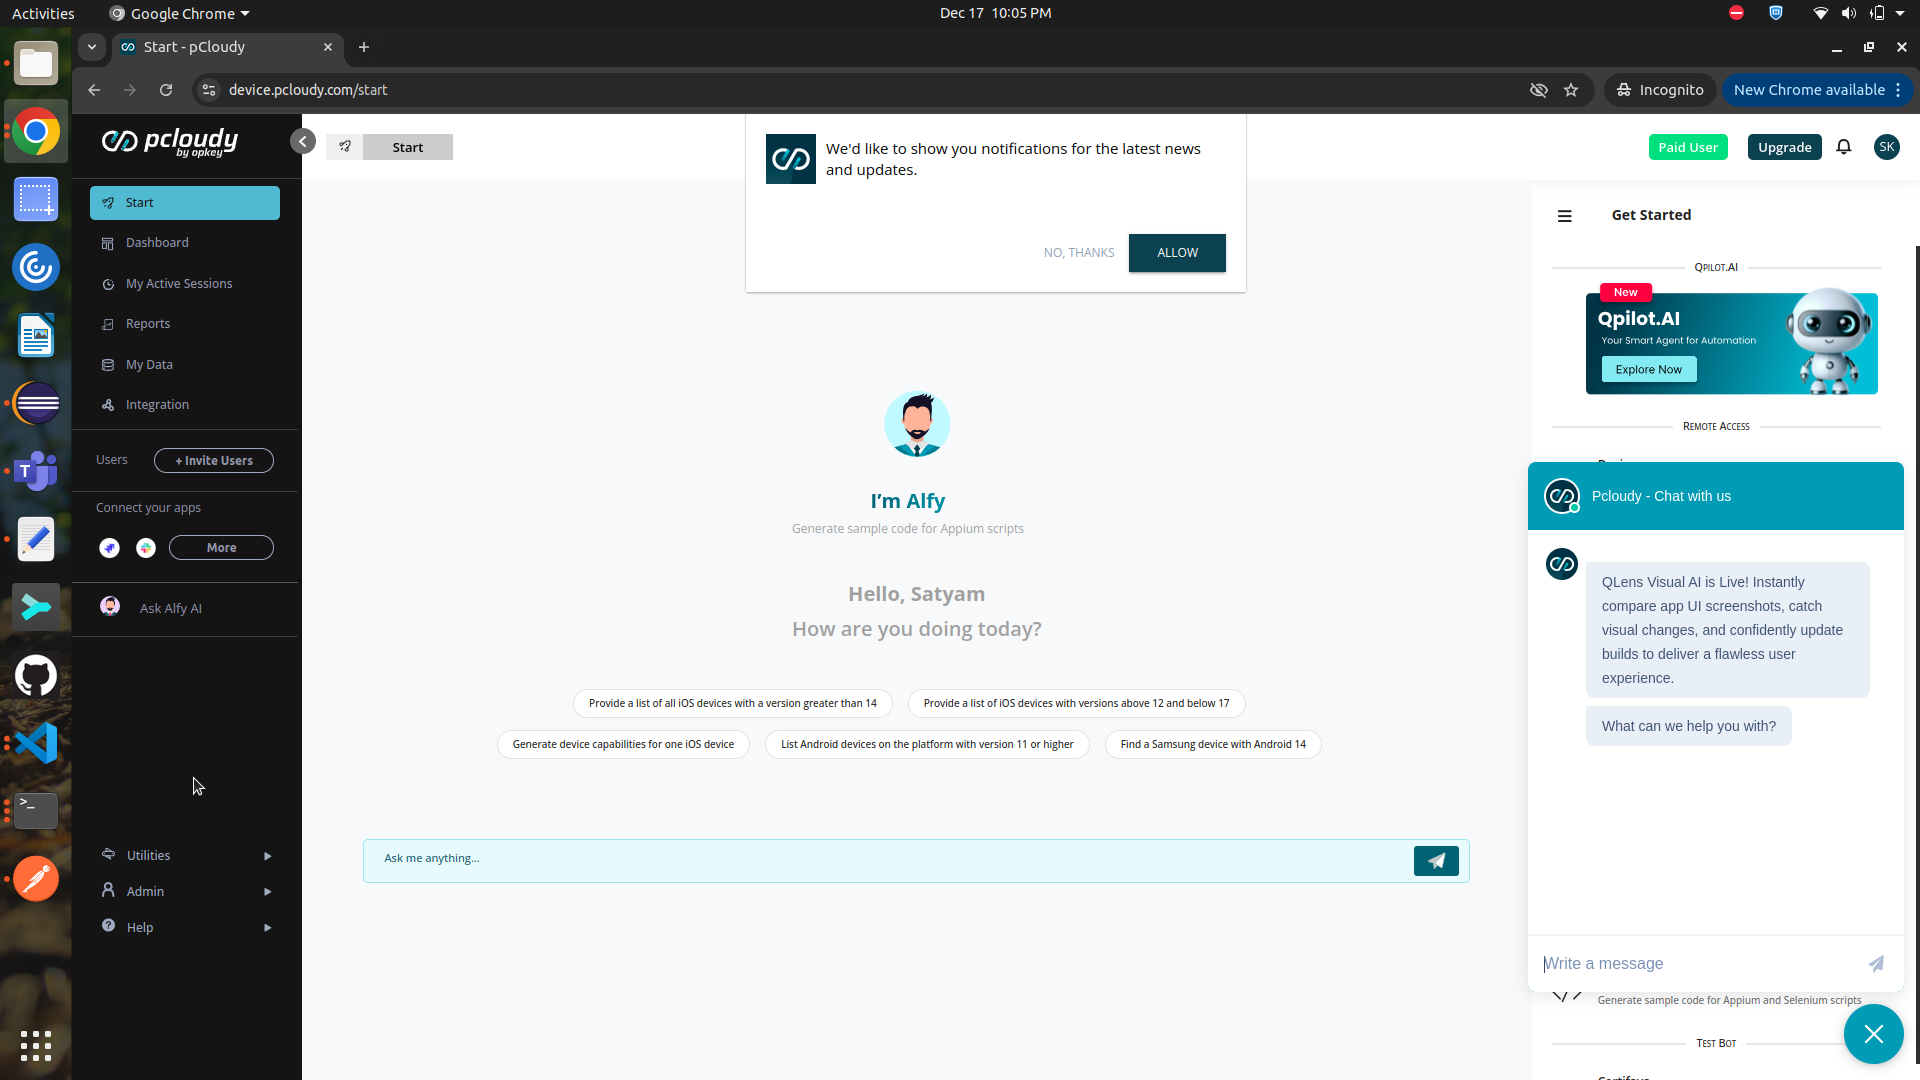 Activities
Google Chrome
Dec 17 10:05 PM
Start - pCloudy
device.pcloudy.com/start
Incognito
New Chrome available
pcloudy
by opkey
Start
Dashboard
My Active Sessions
Reports
My Data
Integration
Users
+ Invite Users
Connect your apps
More
Ask Alfy AI
Utilities
Admin
Help
Start
We'd like to show you notifications for the latest news
and updates.
NO, THANKS
ALLOW
Paid User
Upgrade
SK
I'm Alfy
Generate sample code for Appium scripts
Hello, Satyam
How are you doing today?
Provide a list of all iOS devices with a version greater than 14
Provide a list of iOS devices with versions above 12 and below 17
Generate device capabilities for one iOS device
List Android devices on the platform with version 11 or higher
Find a Samsung device with Android 14
Ask me anything...
Get Started
QPILOT.AI
New
Qpilot.AI
Your Smart Agent for Automation
Explore Now
REMOTE ACCESS
Pcloudy - Chat with us
QLens Visual AI is Live! Instantly
compare app UI screenshots, catch
visual changes, and confidently update
builds to deliver a flawless user
experience.
What can we help you with?
Write a message
Generate sample code for Appium and Selenium scripts
TEST BOT